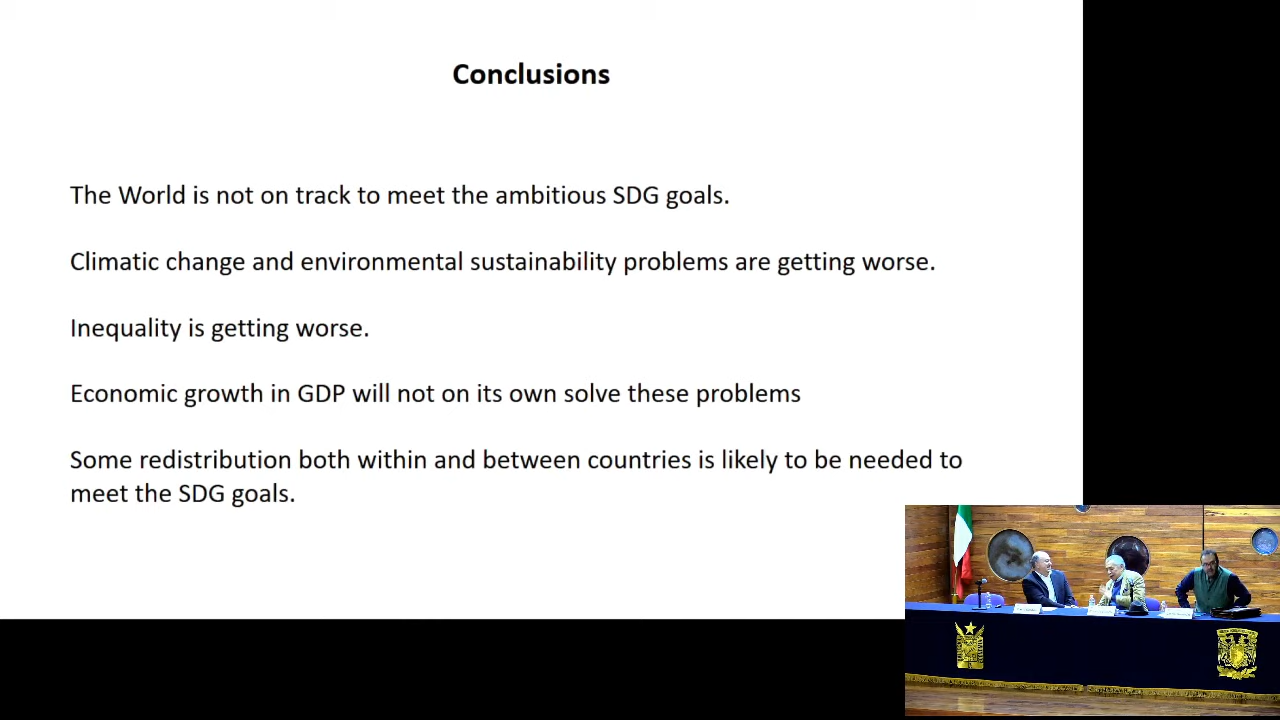 Conclusions
The World is not on track to meet the ambitious SDG goals.
Climatic change and environmental sustainability problems are getting worse.
Inequality is getting worse.
Economic growth in GDP will not on its own solve these problems
Some redistribution both within and between countries is likely to be needed to
meet the SDG goals.